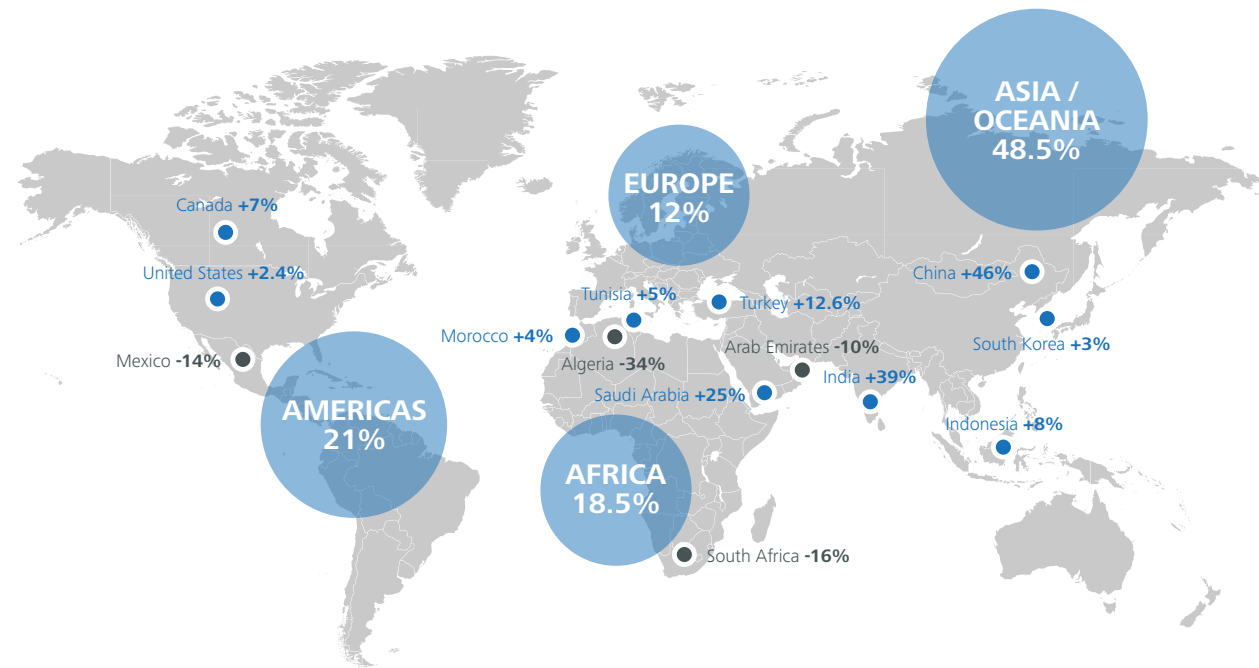 ASIA /
OCEANIA
48.5%
EUROPE
12%
Canada +7%
United States +2.4%
China +46%
Tunisia +5%
Turkey +12.6%
Morocco +4%
South Korea +3%
Arab Emirates -10%
Mexico -14%
Algeria -34%
India +39%
Saudi Arabia +25%
AMERICAS
21%
Indonesia +8%
AFRICA
18.5%
South Africa -16%